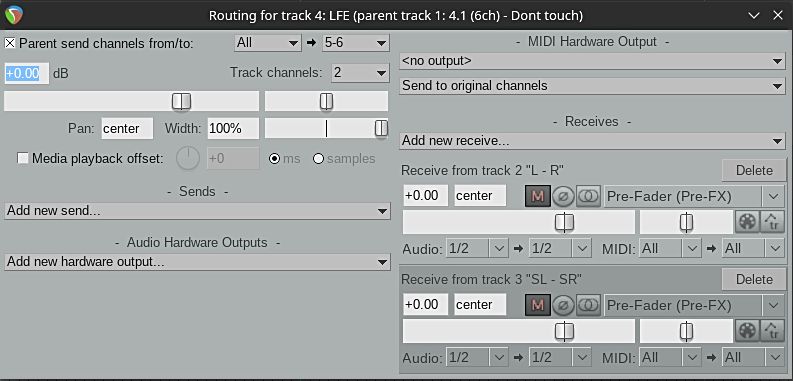 Routing for track 4: LFE (parent track 1: 4.1 (6ch) - Dont touch)
Parent send channels from/to: All 5-6
+0.00 dB Track channels: 2
Pan: center Width: 100%
Media playback offset: +0 ms samples
- Sends -
Add new send...
- Audio Hardware Outputs -
Add new hardware output...
- MIDI Hardware Output -
<no output>
Send to original channels
- Receives -
Add new receive...
Receive from track 2 "L - R" Delete
+0.00 center M Pre-Fader (Pre-FX)
tr
Audio: 1/2 1/2 MIDI: All All
Receive from track 3 "SL - SR" Delete
+0.00 center M Pre-Fader (Pre-FX)
tr
Audio: 1/2 1/2 MIDI: All All